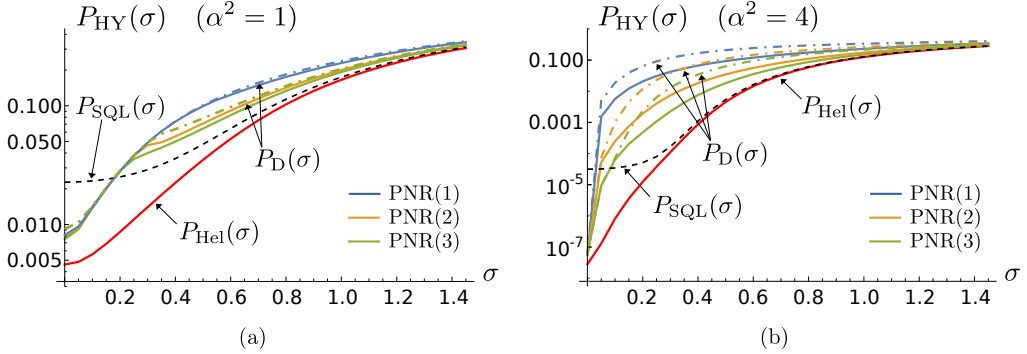 P_HY(σ) (α² = 1)
0.100
0.050
0.010
0.005
P_SQL(σ)
P_D(σ)
P_Hel(σ)
PNR(1)
PNR(2)
PNR(3)
0.2 0.4 0.6 0.8 1.0 1.2 1.4
σ
(a)
P_HY(σ) (α² = 4)
0.100
0.001
10⁻⁵
10⁻⁷
P_Hel(σ)
P_D(σ)
P_SQL(σ)
PNR(1)
PNR(2)
PNR(3)
0.2 0.4 0.6 0.8 1.0 1.2 1.4
σ
(b)